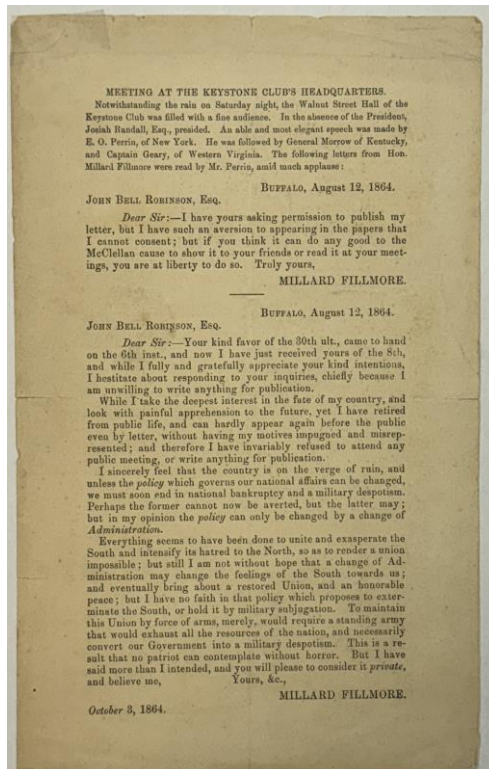 MEETING AT THE KEYSTONE CLUB'S HEADQUARTERS.
Notwithstanding the rain on Saturday night, the Walnut Street Hall of the
Keystone Club was filled with a fine audience. In the absence of the President,
Josiah Randall, Esq., presided. An able and most elegant speech was made by
E. O. Perrin, of New York. He was followed by General Morrow of Kentucky,
and Captain Geary, of Western Virginia. The following letters from Hon.
Millard Fillmore were read by Mr. Perrin, amid much applause:
BUFFALO, August 12, 1864.
JOHN BELL ROBINSON, ESQ.
Dear Sir:—I have yours asking permission to publish my
letter, but I have such an aversion to appearing in the papers that
I cannot consent; but if you think it can do any good to the
McClellan cause to show it to your friends or read it at your meet-
ings, you are at liberty to do so. Truly yours,
MILLARD FILLMORE.
BUFFALO, August 12, 1864.
JOHN BELL ROBINSON, ESQ.
Dear Sir:—Your kind favor of the 30th ult., came to hand
on the 6th inst., and now I have just received yours of the 8th,
and while I fully and gratefully appreciate your kind intentions,
I hestitate about responding to your inquiries, chiefly because I
am unwilling to write anything for publication.
While I take the deepest interest in the fate of my country, and
look with painful apprehension to the future, yet I have retired
from public life, and can hardly appear again before the public
even by letter, without having my motives impugned and misrep-
resented; and therefore I have invariably refused to attend any
public meeting, or write anything for publication.
I sincerely feel that the country is on the verge of ruin, and
unless the policy which governs our national affairs can be changed,
we must soon end in national bankruptcy and a military despotism.
Perhaps the former cannot now be averted, but the latter may;
but in my opinion the policy can only be changed by a change of
Administration.
Everything seems to have been done to unite and exasperate the
South and intensify its hatred to the North, so as to render a union
impossible; but still I am not without hope that a change of Ad-
ministration may change the feelings of the South towards us;
and eventually bring about a restored Union, and an honorable
peace; but I have no faith in that policy which proposes to exter-
minate the South, or hold it by military subjugation. To maintain
this Union by force of arms, merely, would require a standing army
that would exhaust all the resources of the nation, and necessarily
convert our Government into a military despotism. This is a re-
sult that no patriot can contemplate without horror. But I have
said more than I intended, and you will please to consider it private,
and believe me, Yours, &c.,
MILLARD FILLMORE.
October 3, 1864.